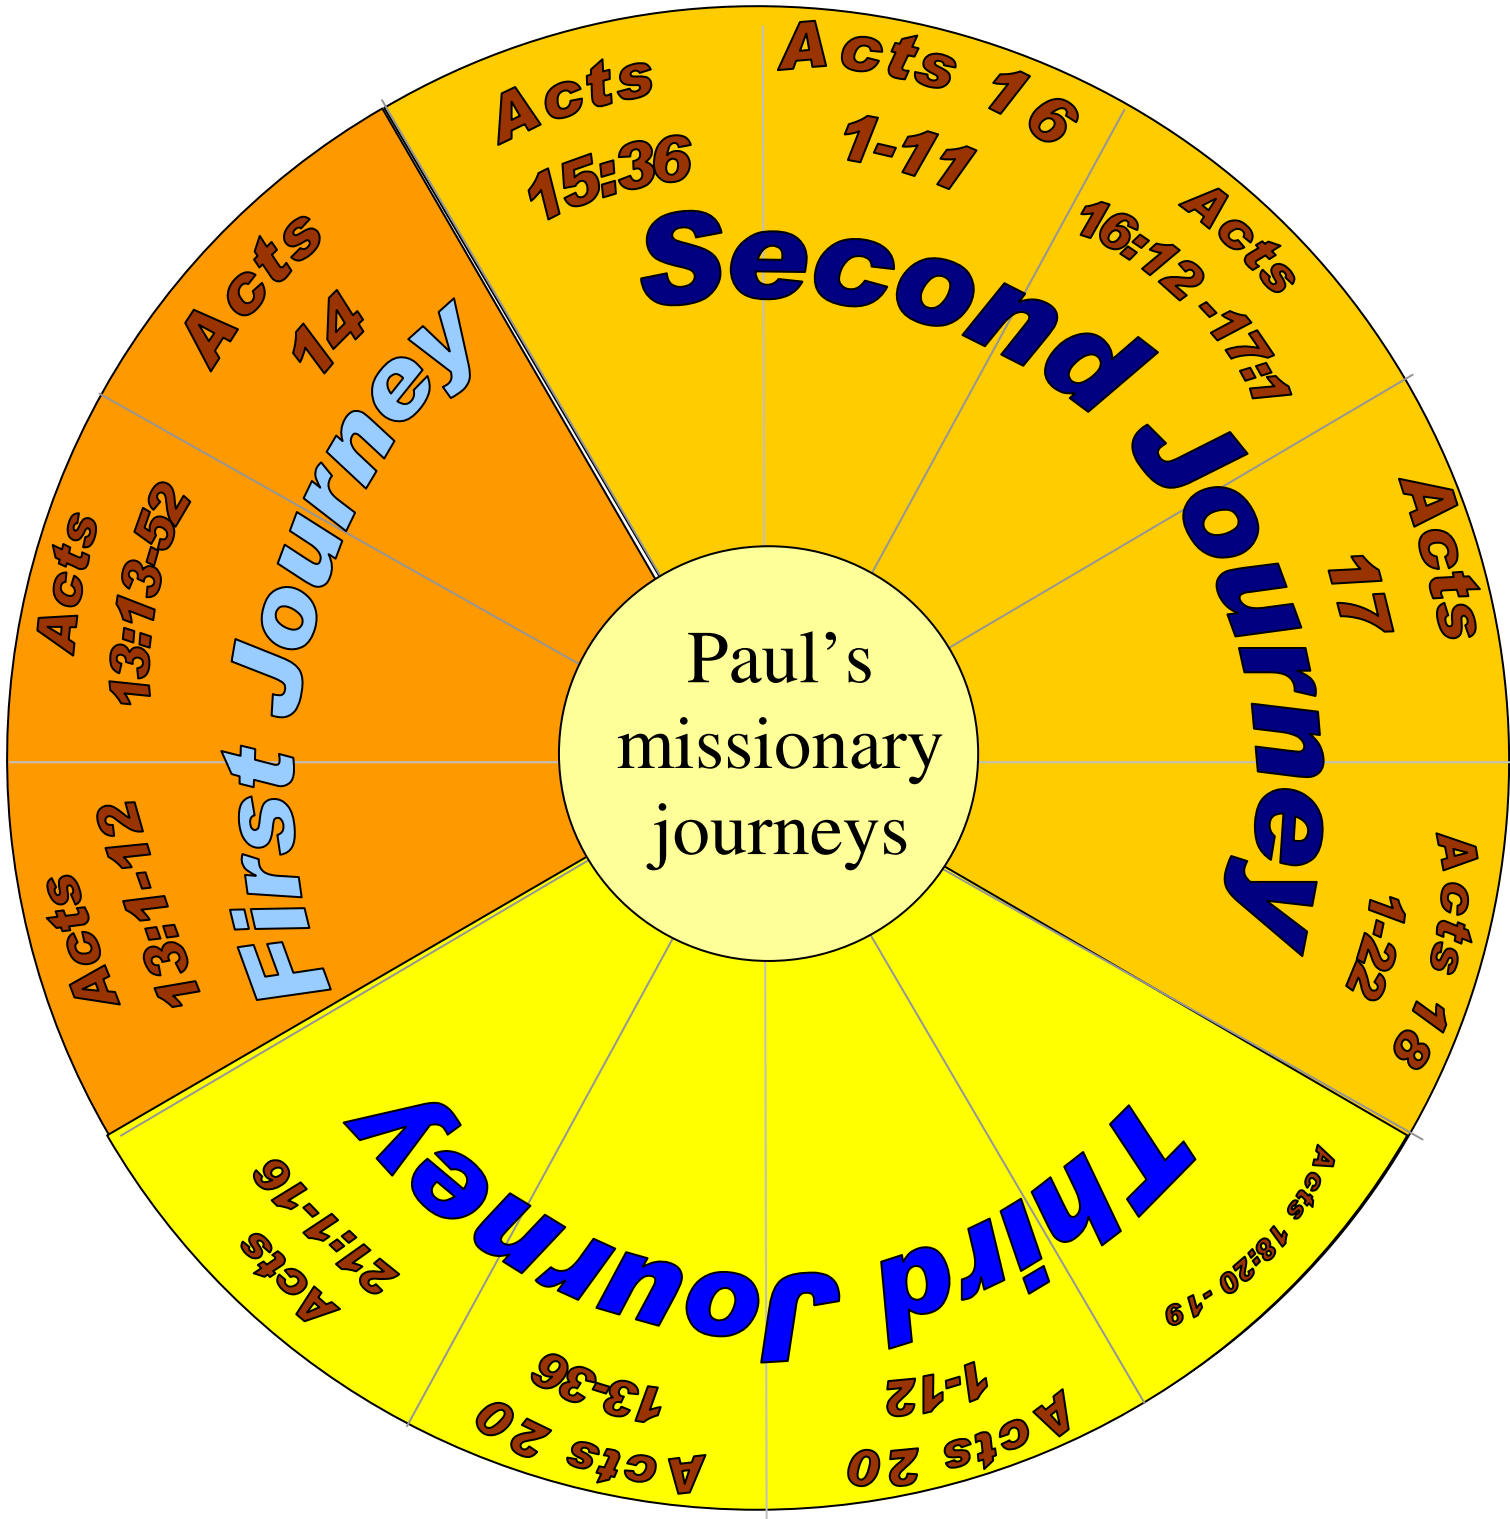 Paul's
missionary
journeys
First Journey
Acts
13:1-12
Acts
13:13-52
Acts
14
Second Journey
Acts
15:36
Acts 16
1-11
Acts
16:12 -17:1
Acts
17
Acts 18
1-22
Third Journey
Acts 18:20 -19
Acts 20
1-12
Acts 20
13-36
Acts
21:1-16